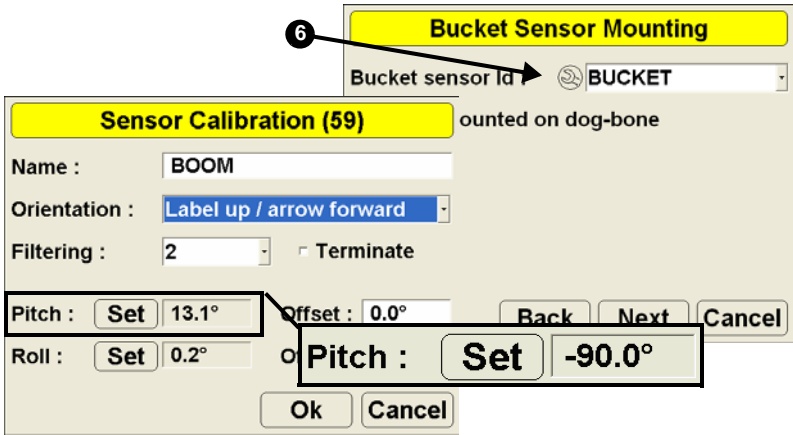 6
Bucket Sensor Mounting
Bucket sensor Id : BUCKET
ounted on dog-bone
Back Next Cancel
Sensor Calibration (59)
Name : BOOM
Orientation : Label up / arrow forward
Filtering : 2 Terminate
Pitch : Set 13.1° Offset : 0.0°
Roll : Set 0.2° O
Ok Cancel
Pitch : Set -90.0°